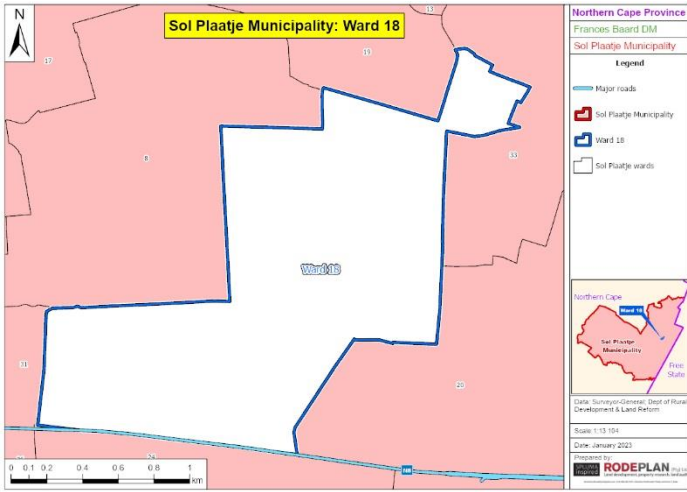 N
Sol Plaatje Municipality: Ward 18
13
19
17
8
33
Ward 18
31
20
0 0.1 0.2 0.4 0.6 0.8 1
km
Northern Cape Province
Frances Baard DM
Sol Plaatje Municipality
Legend
Major roads
Sol Plaatje Municipality
Ward 18
Sol Plaatje wards
Northern Cape
Ward 18
Sol Plaatje
Municipality
Free
State
Data: Surveyor-General; Dept of Rural
Development & Land Reform
Scale 1:13 104
Date: January 2023
Prepared by:
RODEPLAN